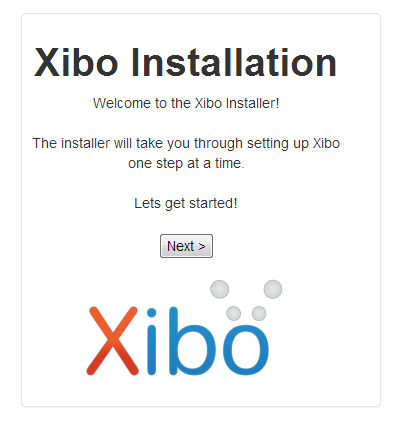 Xibo Installation
Welcome to the Xibo Installer!
The installer will take you through setting up Xibo
one step at a time.
Lets get started!
Next >
Xibo